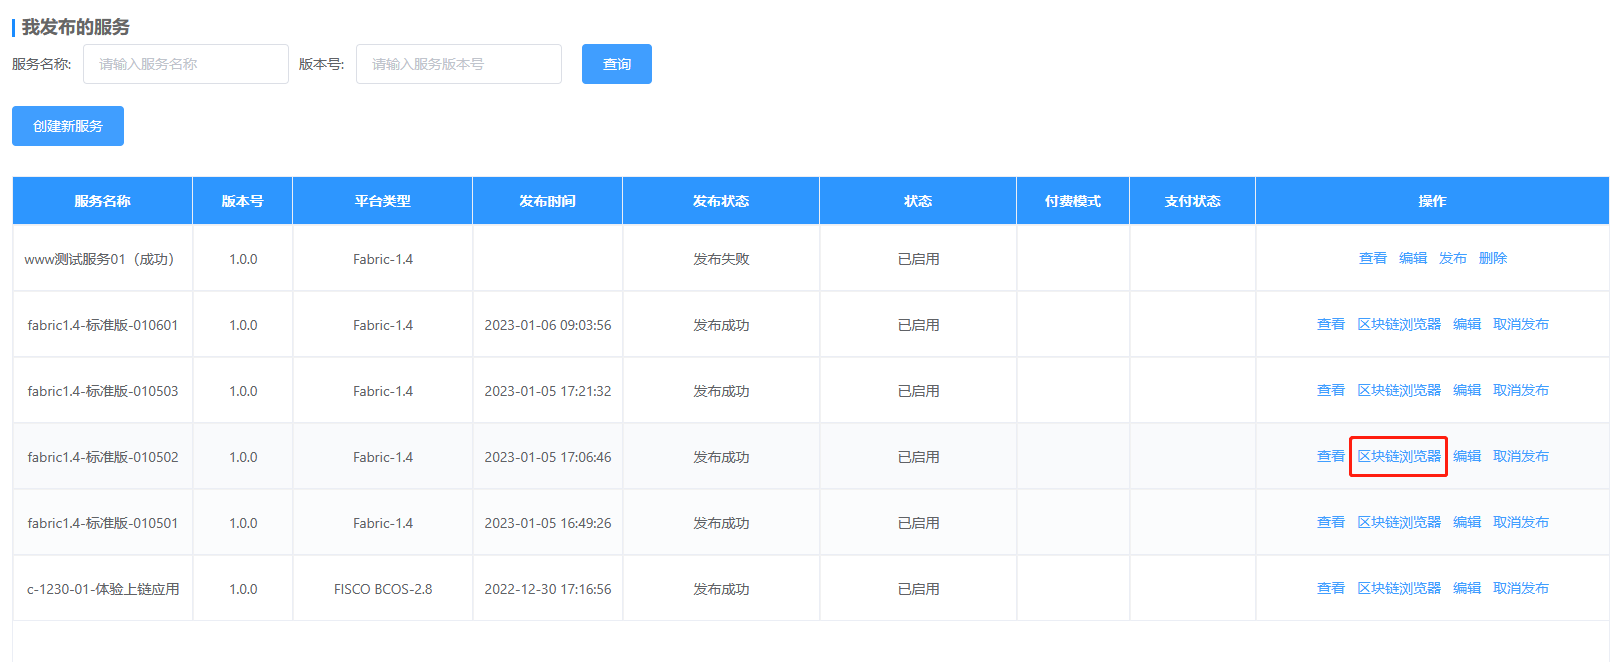 我发布的服务
服务名称: 请输入服务名称 版本号: 请输入服务版本号 查询
创建新服务
服务名称 版本号 平台类型 发布时间 发布状态 状态 付费模式 支付状态 操作
www测试服务01（成功） 1.0.0 Fabric-1.4 发布失败 已启用 查看 编辑 发布 删除
fabric1.4-标准版-010601 1.0.0 Fabric-1.4 2023-01-06 09:03:56 发布成功 已启用 查看 区块链浏览器 编辑 取消发布
fabric1.4-标准版-010503 1.0.0 Fabric-1.4 2023-01-05 17:21:32 发布成功 已启用 查看 区块链浏览器 编辑 取消发布
fabric1.4-标准版-010502 1.0.0 Fabric-1.4 2023-01-05 17:06:46 发布成功 已启用 查看 区块链浏览器 编辑 取消发布
fabric1.4-标准版-010501 1.0.0 Fabric-1.4 2023-01-05 16:49:26 发布成功 已启用 查看 区块链浏览器 编辑 取消发布
c-1230-01-体验上链应用 1.0.0 FISCO BCOS-2.8 2022-12-30 17:16:56 发布成功 已启用 查看 区块链浏览器 编辑 取消发布